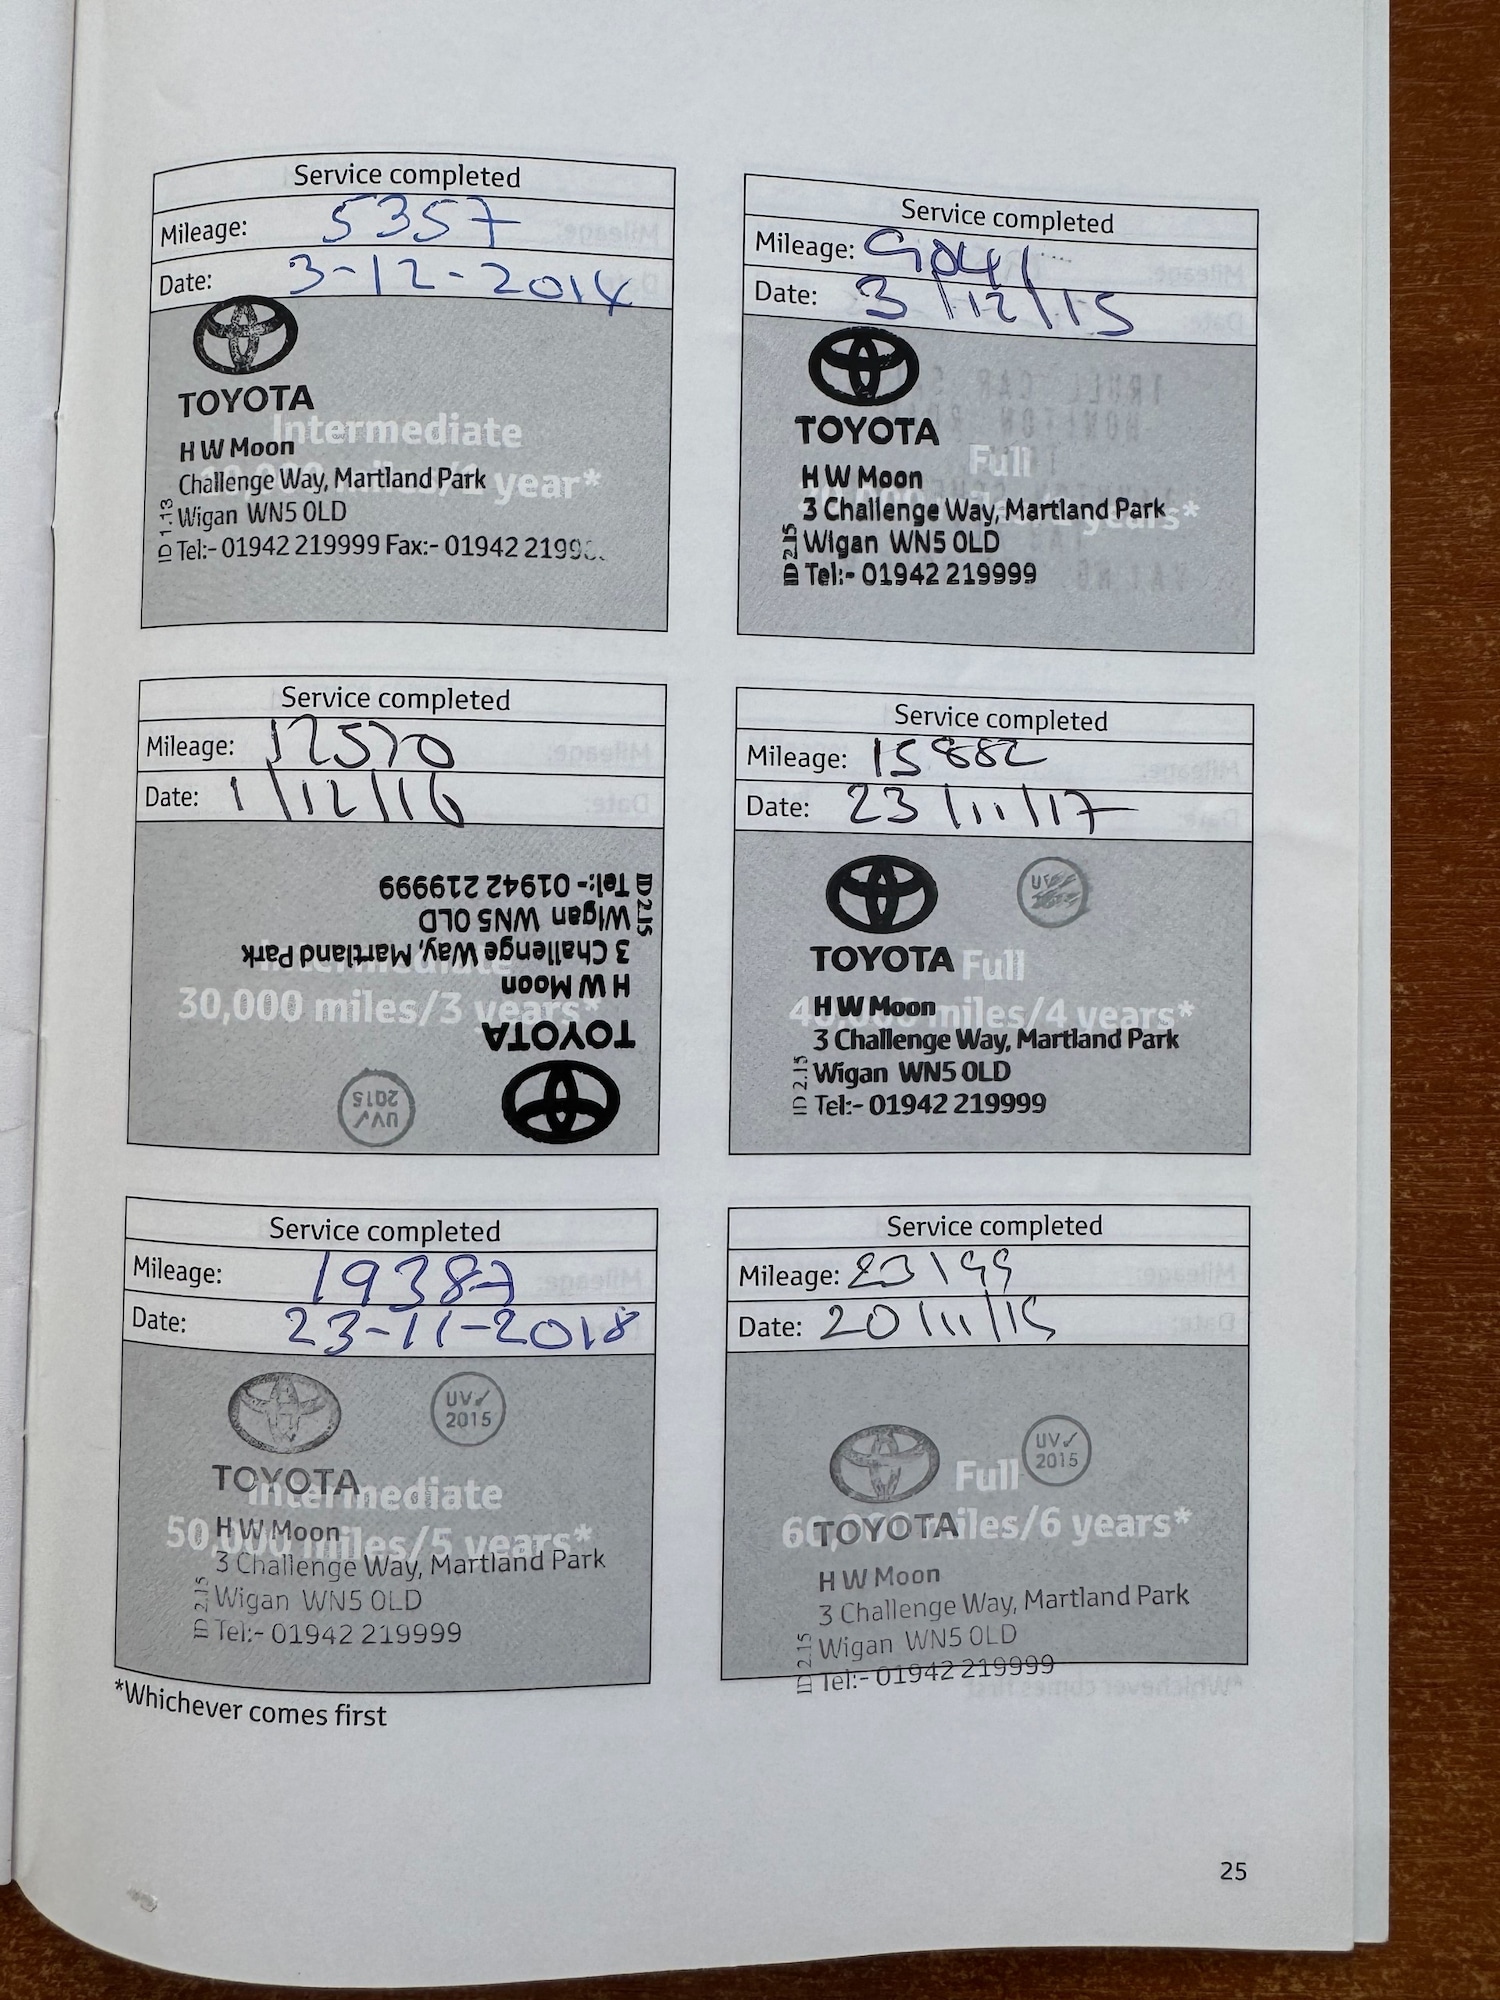 Service completed
Mileage: 5357
Date: 3-12-2014
TOYOTA
Intermediate
H W Moon
Challenge Way, Martland Park
year*
Wigan WN5 0LD
ID 1.13
Tel:- 01942 219999 Fax:- 01942 2199
Service completed
Mileage: 9041
Date: 3/12/15
TOYOTA
Full
H W Moon
3 Challenge Way, Martland Park
years*
Wigan WN5 0LD
ID 2.15
Tel:- 01942 219999
Service completed
Mileage: 12570
Date: 1/12/16
Intermediate
30,000 miles/3 years*
TOYOTA
H W Moon
3 Challenge Way, Martland Park
Wigan WN5 0LD
ID 2.15
Tel:- 01942 219999
UV✓
2015
Service completed
Mileage: 15882
Date: 23/11/17
UV
TOYOTA
Full
H W Moon
40,000 miles/4 years*
3 Challenge Way, Martland Park
Wigan WN5 0LD
ID 2.15
Tel:- 01942 219999
Service completed
Mileage: 19387
Date: 23-11-2018
UV✓
2015
TOYOTA
Intermediate
H W Moon
50,000 miles/5 years*
3 Challenge Way, Martland Park
Wigan WN5 0LD
ID 2.15
Tel:- 01942 219999
Service completed
Mileage: 23199
Date: 20/11/19
UV✓
2015
Full
TOYOTA
60,000 miles/6 years*
H W Moon
3 Challenge Way, Martland Park
Wigan WN5 0LD
ID 2.15
Tel:- 01942 219999
*Whichever comes first
25